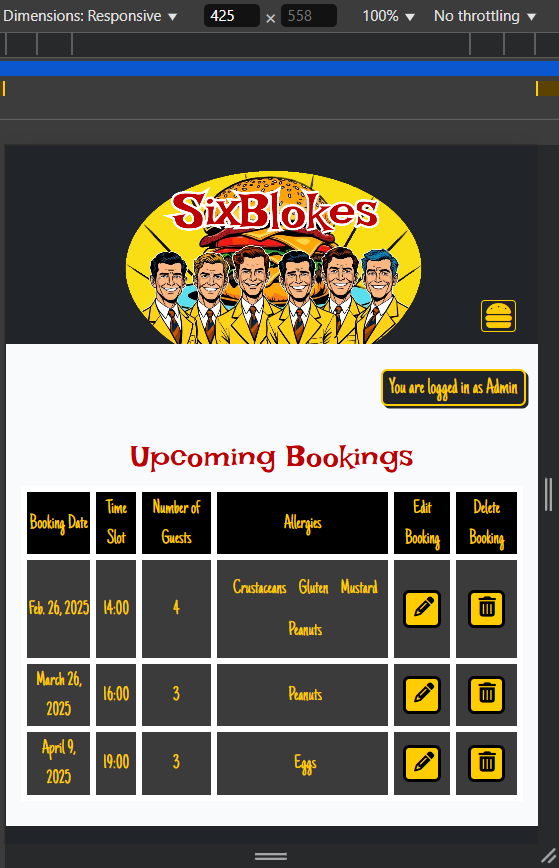 Dimensions: Responsive ▼ 425 × 558 100% ▼ No throttling ▼
SixBlokes
You are logged in as Admin
Upcoming Bookings
Booking Date Time Slot Number of Guests Allergies Edit Booking Delete Booking
Feb. 26, 2025 14:00 4 Crustaceans Gluten Mustard Peanuts
March 26, 2025 16:00 3 Peanuts
April 9, 2025 19:00 3 Eggs